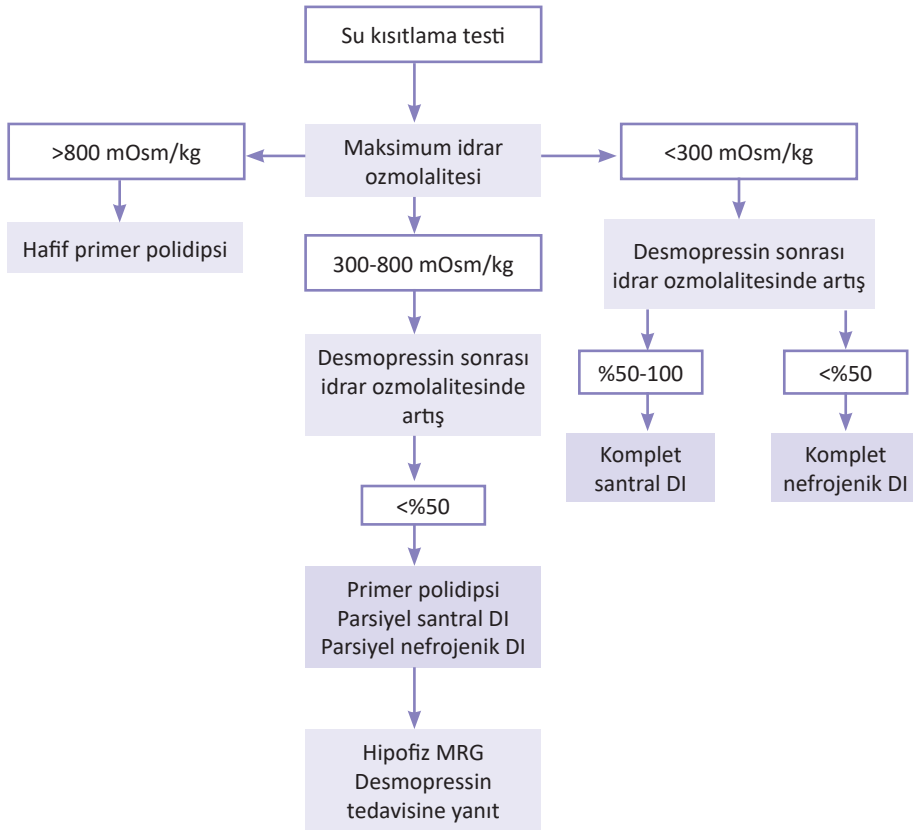 Su kısıtlama testi
>800 mOsm/kg
Maksimum idrar
ozmolalitesi
<300 mOsm/kg
Hafif primer polidipsi
300-800 mOsm/kg
Desmopressin sonrası
idrar ozmolalitesinde artış
Desmopressin sonrası
idrar ozmolalitesinde
artış
%50-100
<%50
Komplet
santral DI
Komplet
nefrojenik DI
<%50
Primer polidipsi
Parsiyel santral DI
Parsiyel nefrojenik DI
Hipofiz MRG
Desmopressin
tedavisine yanıt